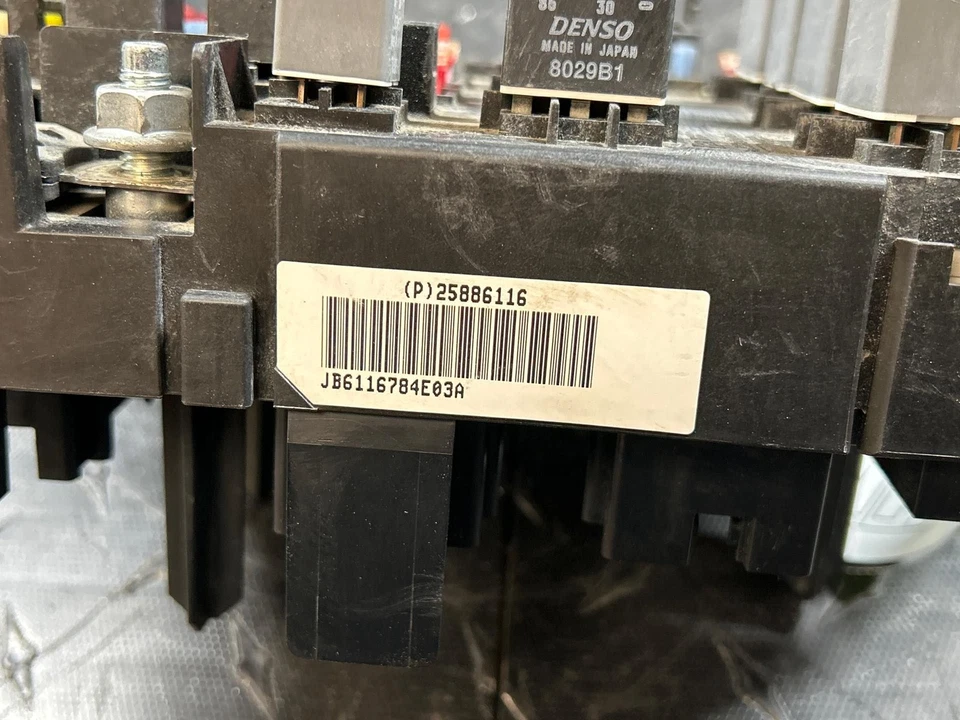 86 30
DENSO
MADE IN JAPAN
8029B1
(P)25886116
JB6116784E03A